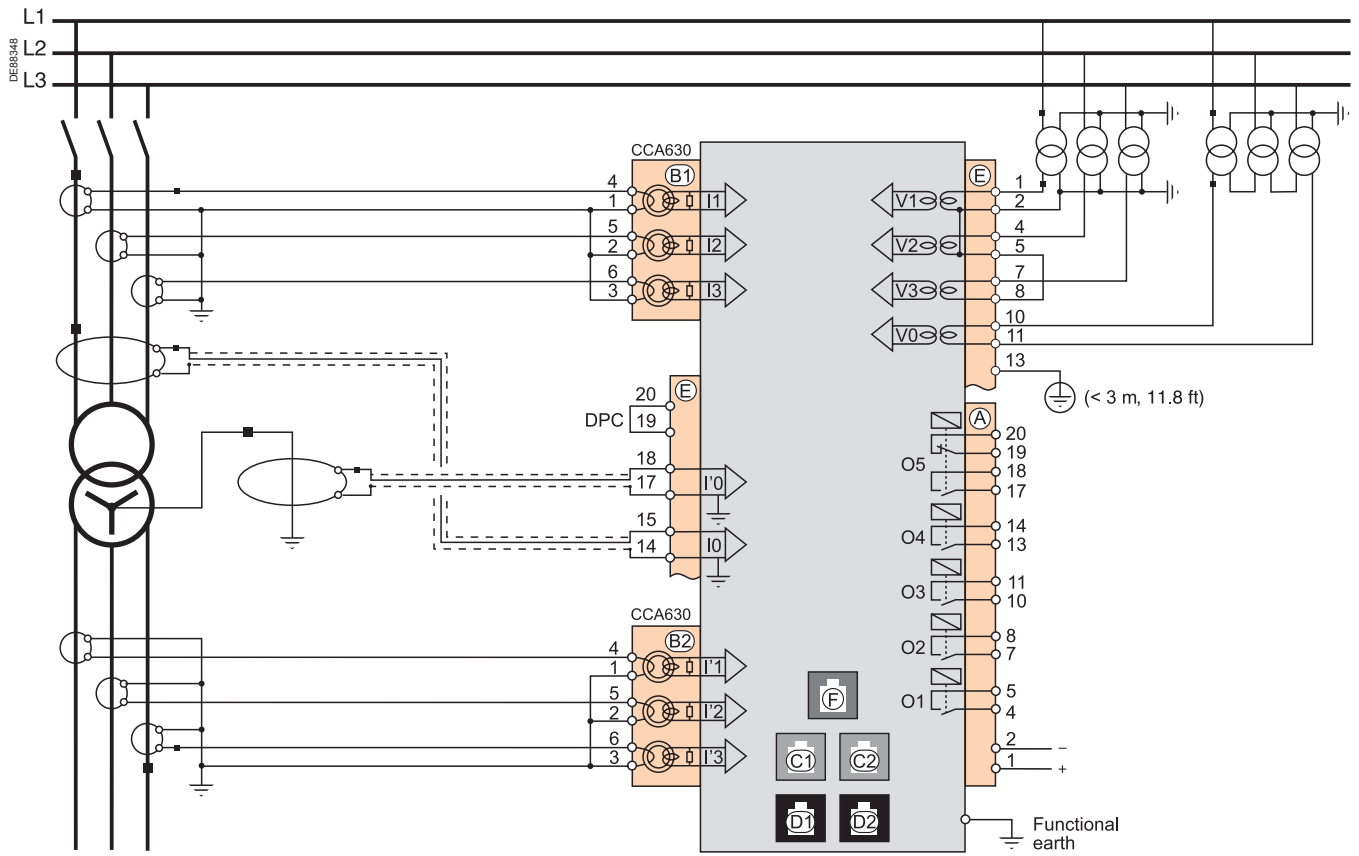 L1
DE88348
L2
L3
CCA630
B1
E
4
I1
V1
1
1
2
5
I2
V2
4
2
5
6
I3
V3
7
3
8
V0
10
11
13
(< 3 m, 11.8 ft)
E
20
DPC
19
18
I'0
17
15
I0
14
A
20
19
O5
18
17
14
O4
13
11
O3
10
8
O2
7
5
O1
4
2 –
1 +
CCA630
B2
4
I'1
1
5
I'2
2
6
I'3
3
F
C1
C2
D1
D2
Functional
earth